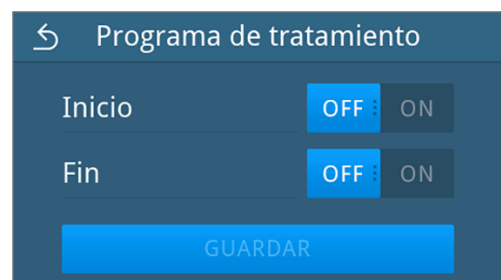 Programa de tratamiento
Inicio OFF ON
Fin OFF ON
GUARDAR